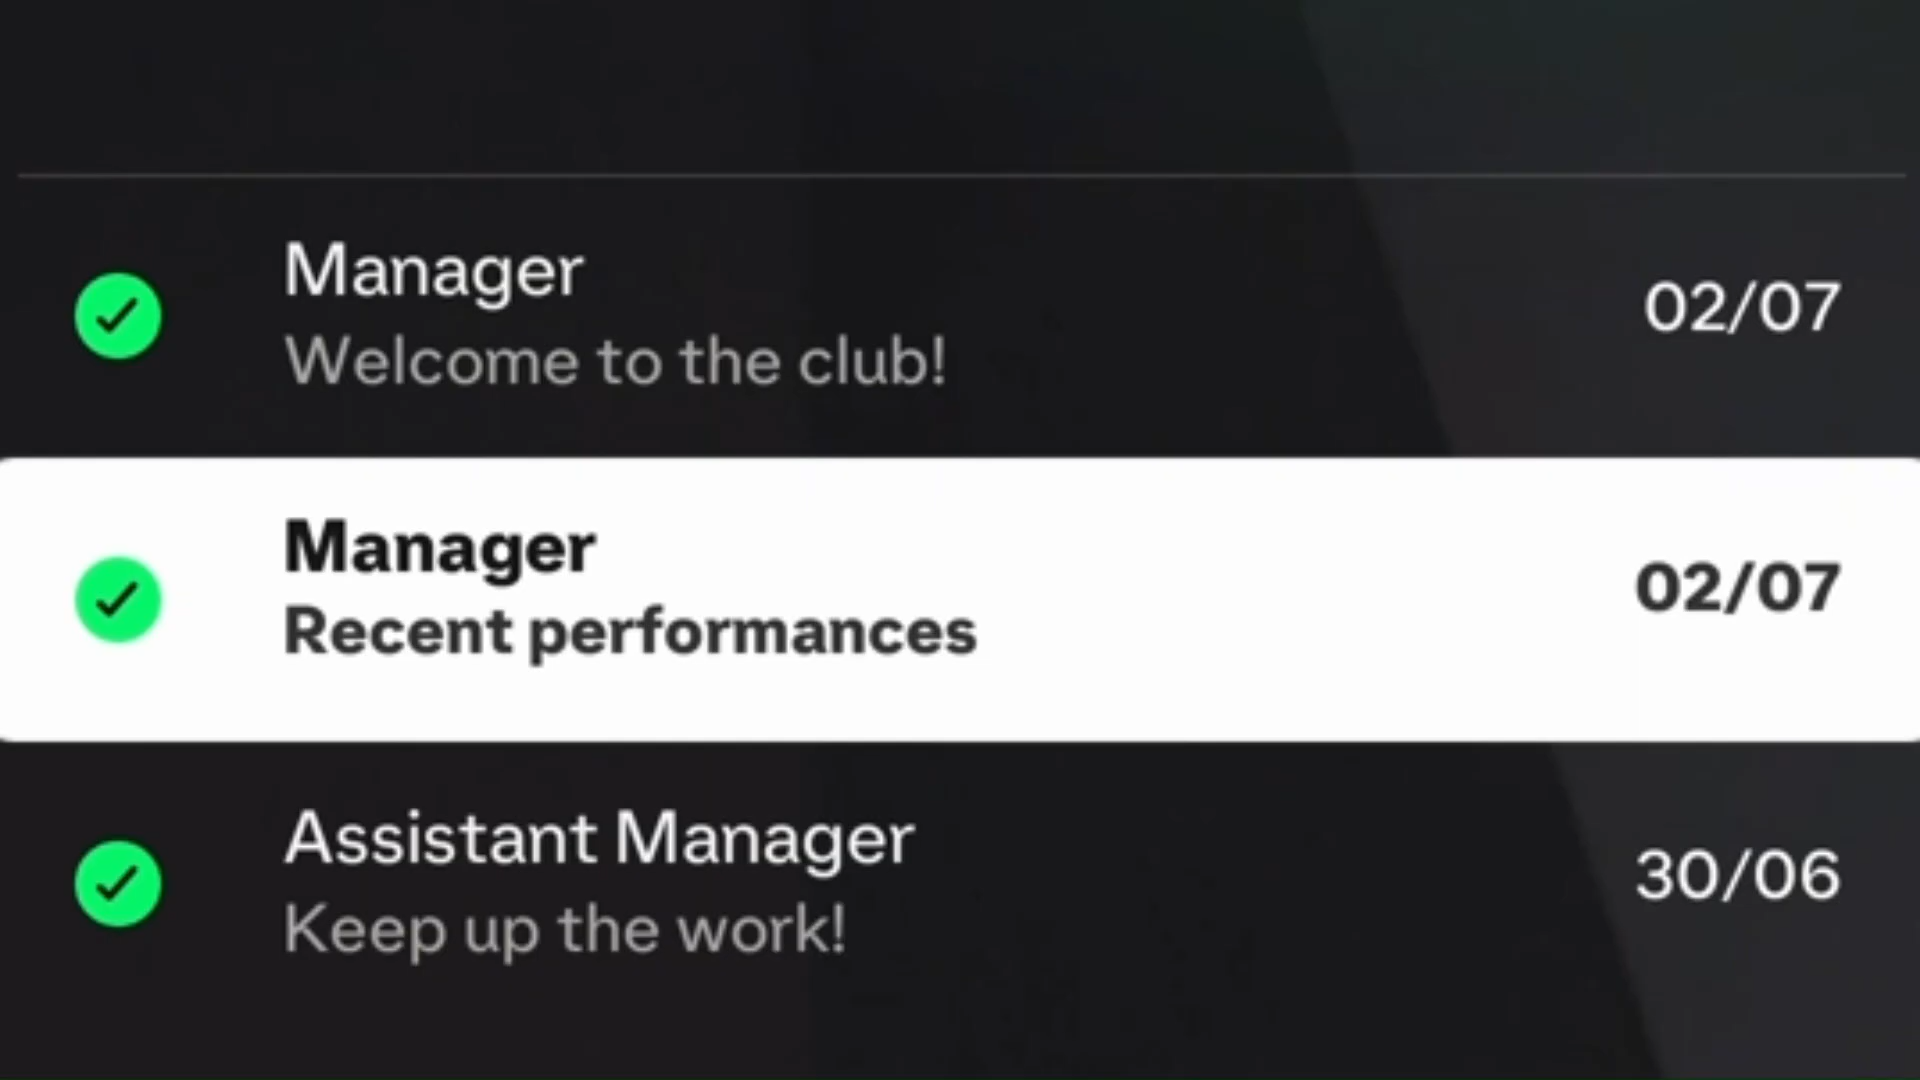 Manager
Welcome to the club!
02/07
Manager
Recent performances
02/07
Assistant Manager
Keep up the work!
30/06